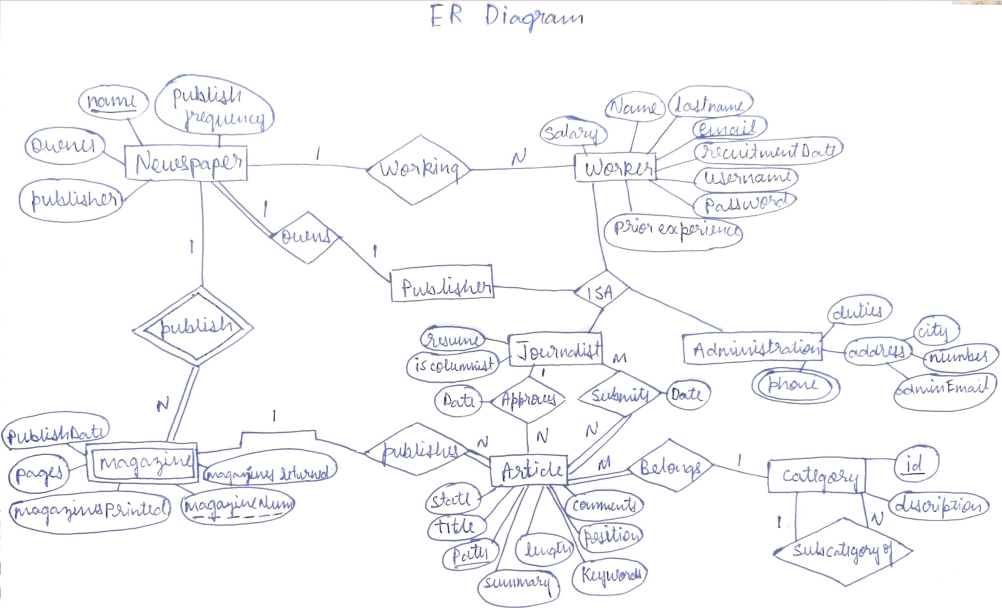 ER Diagram
name
publish
frequency
owner
Newspaper
publisher
1
Working
N
Salary
Name
Lastname
email
recruitmentDate
username
Password
Prior experience
Worker
1
owens
1
Publisher
ISA
1
publish
N
resume
is columnist
Journalist
Administration
duties
address
city
number
adminEmail
phone
1
Date
Approves
N
M
Submits
Date
N
PublishDate
pages
magazine
magazines returned
magazinesPrinted
magazineNum
1
publishes
N
Article
M
Belongs
1
Category
id
description
1
N
Subcategory of
State
Title
Path
summary
length
Keywords
position
comments